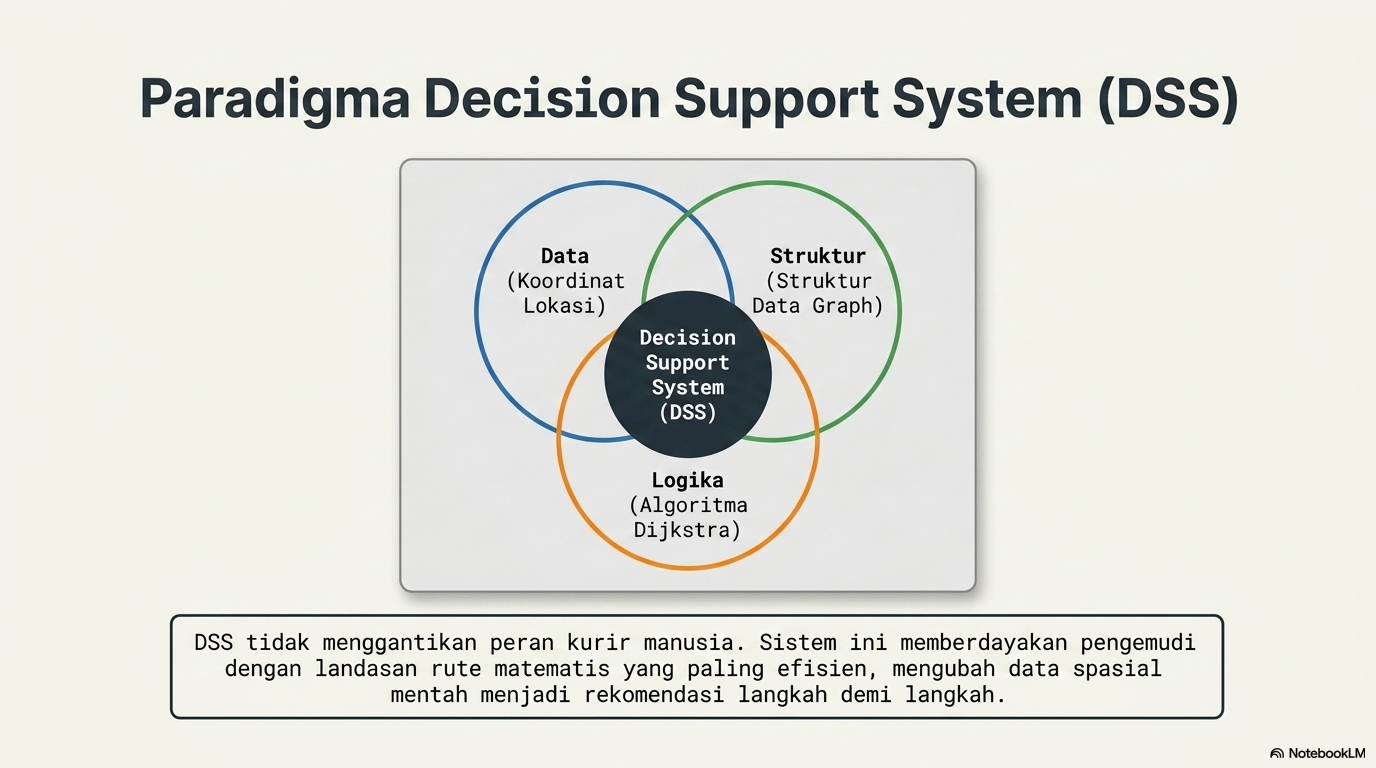 Paradigma Decision Support System (DSS)
Data
(Koordinat
Lokasi)
Struktur
(Struktur
Data Graph)
Decision
Support
System
(DSS)
Logika
(Algoritma
Dijkstra)
DSS tidak menggantikan peran kurir manusia. Sistem ini memberdayakan pengemudi
dengan landasan rute matematis yang paling efisien, mengubah data spasial
mentah menjadi rekomendasi langkah demi langkah.
NotebookLM